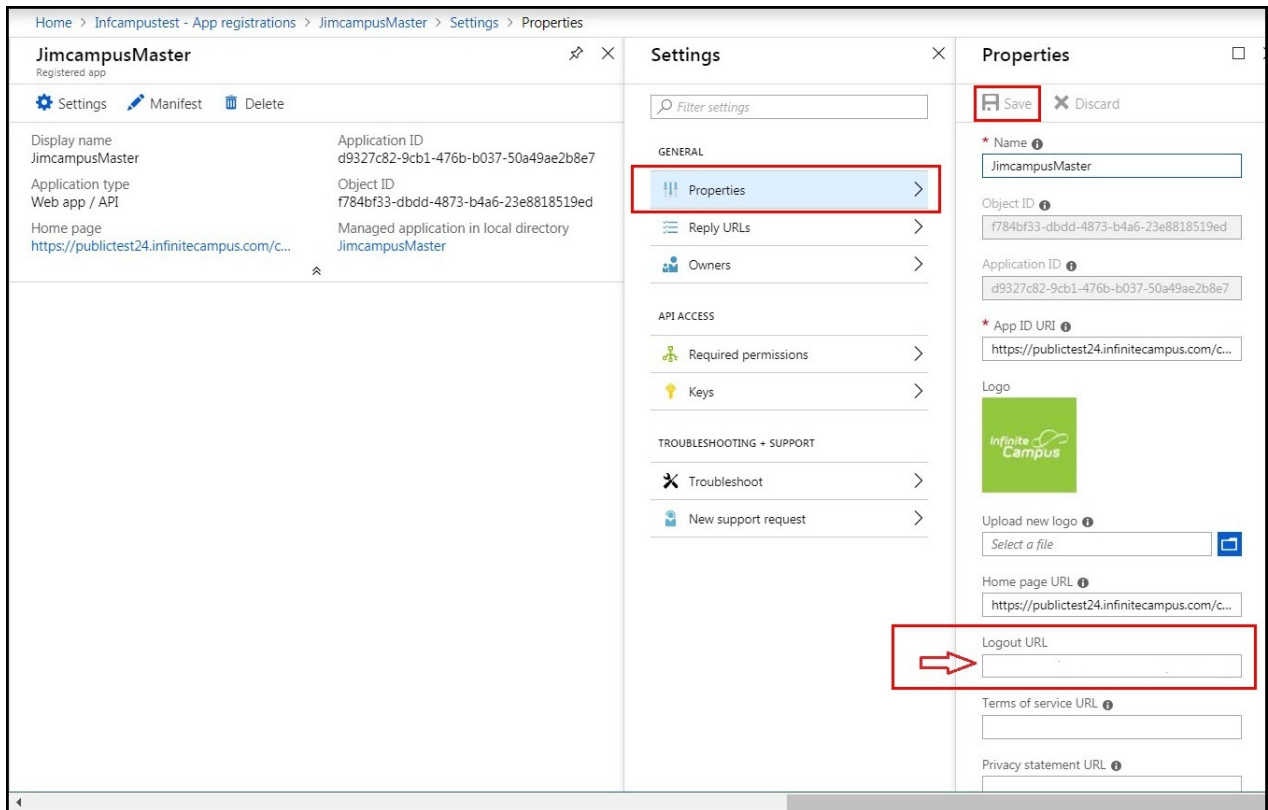 Home > Infcampustest - App registrations > JimcampusMaster > Settings > Properties
JimcampusMaster
Registered app
Settings Manifest Delete
Display name
JimcampusMaster
Application type
Web app / API
Home page
https://publictest24.infinitecampus.com/c...
Application ID
d9327c82-9cb1-476b-b037-50a49ae2b8e7
Object ID
f784bf33-dbdd-4873-b4a6-23e8818519ed
Managed application in local directory
JimcampusMaster
Settings
Filter settings
GENERAL
Properties
Reply URLs
Owners
API ACCESS
Required permissions
Keys
TROUBLESHOOTING + SUPPORT
Troubleshoot
New support request
Properties
Save Discard
* Name
JimcampusMaster
Object ID
f784bf33-dbdd-4873-b4a6-23e8818519ed
Application ID
d9327c82-9cb1-476b-b037-50a49ae2b8e7
* App ID URI
https://publictest24.infinitecampus.com/c...
Logo
Infinite
Campus
Upload new logo
Select a file
Home page URL
https://publictest24.infinitecampus.com/c...
Logout URL
Terms of service URL
Privacy statement URL